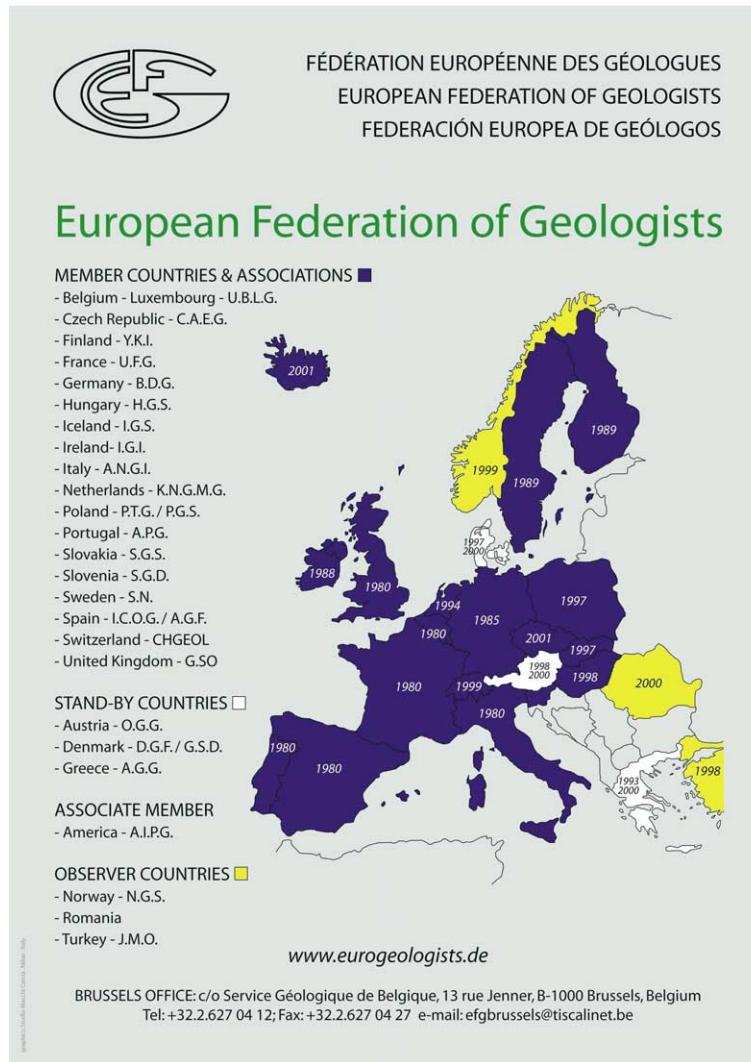 FÉDÉRATION EUROPÉENNE DES GÉOLOGUES
EUROPEAN FEDERATION OF GEOLOGISTS
FEDERACIÓN EUROPEA DE GEÓLOGOS
European Federation of Geologists
MEMBER COUNTRIES & ASSOCIATIONS
- Belgium - Luxembourg - U.B.L.G.
- Czech Republic - C.A.E.G.
- Finland - Y.K.I.
- France - U.F.G.
- Germany - B.D.G.
- Hungary - H.G.S.
- Iceland - I.G.S.
- Ireland- I.G.I.
- Italy - A.N.G.I.
- Netherlands - K.N.G.M.G.
- Poland - P.T.G. / P.G.S.
- Portugal - A.P.G.
- Slovakia - S.G.S.
- Slovenia - S.G.D.
- Sweden - S.N.
- Spain - I.C.O.G. / A.G.F.
- Switzerland - CHGEOL
- United Kingdom - G.SO
STAND-BY COUNTRIES
- Austria - O.G.G.
- Denmark - D.G.F. / G.S.D.
- Greece - A.G.G.
ASSOCIATE MEMBER
- America - A.I.P.G.
OBSERVER COUNTRIES
- Norway - N.G.S.
- Romania
- Turkey - J.M.O.
2001
1989
1999
1989
1997
2000
1988
1980
1994
1985
1997
1980
2001
1997
1998
2000
1998
1980
1999
2000
1980
1980
1980
1993
2000
1998
www.eurogeologists.de
BRUSSELS OFFICE: c/o Service Géologique de Belgique, 13 rue Jenner, B-1000 Brussels, Belgium
Tel: +32.2.627 04 12; Fax: +32.2.627 04 27 e-mail: efgbrussels@tiscalinet.be